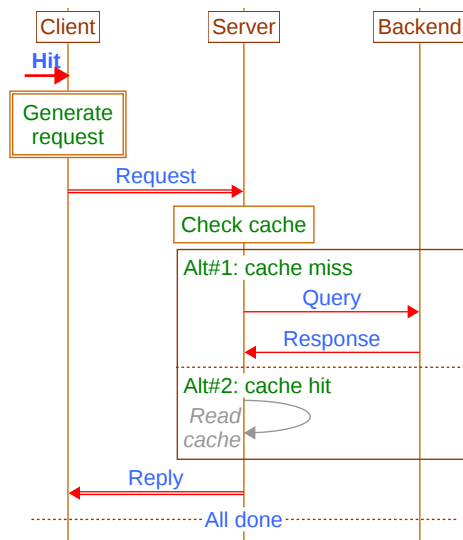 Client Server Backend
Hit
Generate
request
Request
Check cache
Alt#1: cache miss
Query
Response
Alt#2: cache hit
Read
cache
Reply
All done